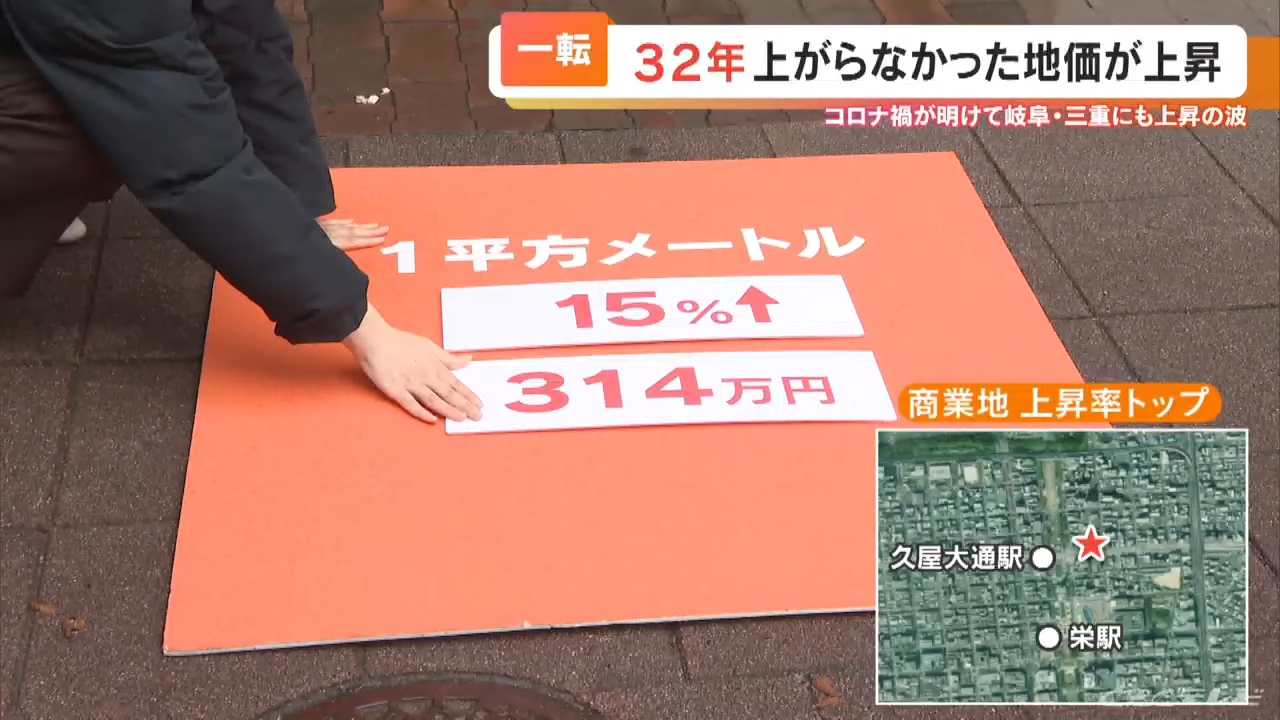 一転
32年上がらなかった地価が上昇
コロナ禍が明けて岐阜・三重にも上昇の波
1平方メートル
15%↑
314万円
商業地 上昇率トップ
久屋大通駅
栄駅